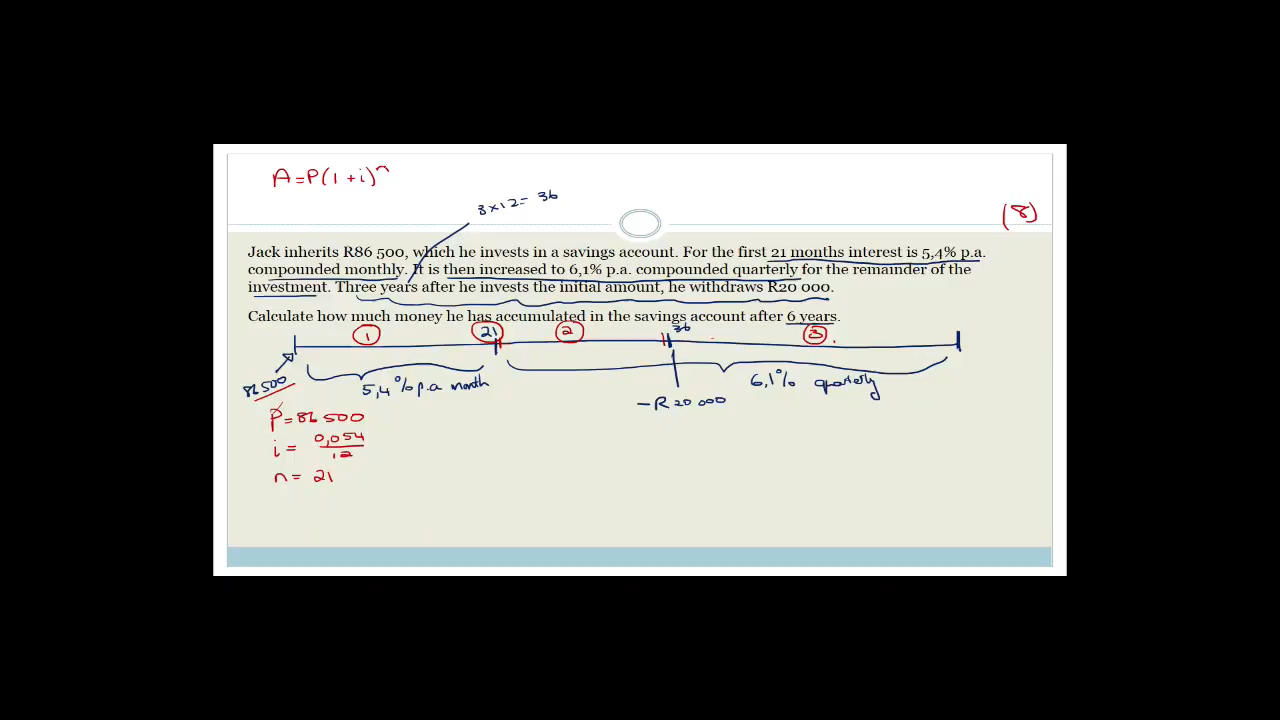 A=P(1+i)^n
3×12= 36
(8)
Jack inherits R86 500, which he invests in a savings account. For the first 21 months interest is 5,4% p.a.
compounded monthly. It is then increased to 6,1% p.a. compounded quarterly for the remainder of the
investment. Three years after he invests the initial amount, he withdraws R20 000.
Calculate how much money he has accumulated in the savings account after 6 years.
1 21 2 36 3
86 500 5,4% p.a month 6,1% quarterly
-R20 000
P=86 500
i = 0,054/12
n= 21